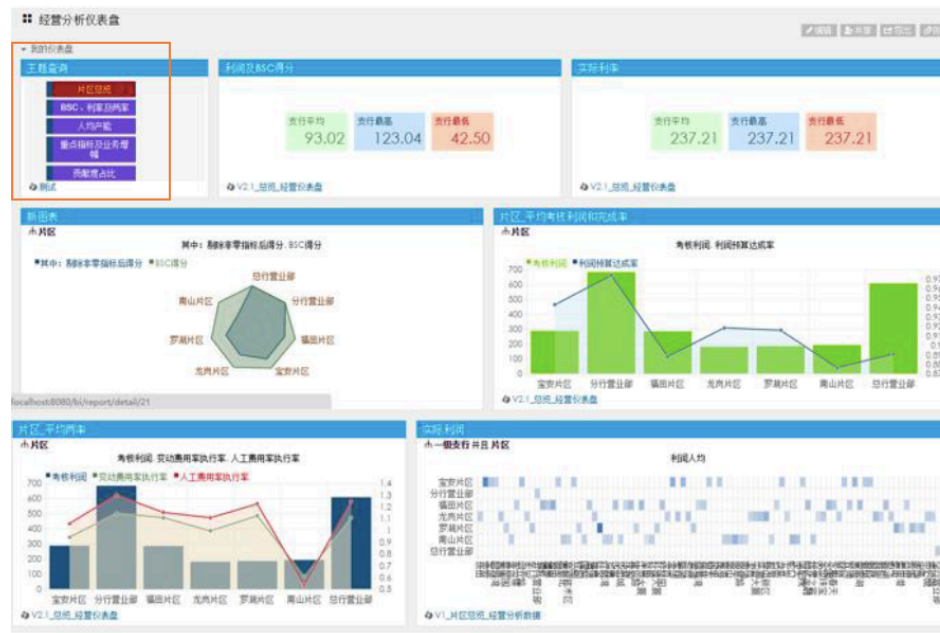 经营分析仪表盘
编辑 共享 导出
我的仪表盘
主题查询
片区总览
BSC、利率及两率
人均产能
重点指标及业务增
幅
贡献度占比
测试
利润及BSC得分
支行平均 支行最高 支行最低
93.02 123.04 42.50
V2.1_总览_经营仪表盘
实际利率
支行平均 支行最高 支行最低
237.21 237.21 237.21
V2.1_总览_经营仪表盘
新图表
片区
其中：剔除非零指标后得分. BSC得分
其中：剔除非零指标后得分 BSC得分
总行营业部
南山片区 分行营业部
罗湖片区 福田片区
龙岗片区 宝安片区
localhost:8080/bi/report/detail/21
片区_平均考核利润和完成率
片区
考核利润. 利润预算达成率
考核利润 利润预算达成率
700
600
500
400
300
200
100
0
宝安片区 分行营业部 福田片区 龙岗片区 罗湖片区 南山片区 总行营业部
V2.1_总览_经营仪表盘
片区_平均两率
片区
考核利润. 变动费用率执行率. 人工费用率执行率
考核利润 变动费用率执行率 人工费用率执行率
700 1.4
600 1.3
500 1.2
400 1.1
300 1
200 0.9
100 0.8
0 0.7
0.6
0.5
宝安片区 分行营业部 福田片区 龙岗片区 罗湖片区 南山片区 总行营业部
V2.1_总览_经营仪表盘
实际利润
一级支行 并且 片区
利润人均
宝安片区
分行营业部
福田片区
龙岗片区
罗湖片区
南山片区
总行营业部
V1_片区总览_经营分析数据